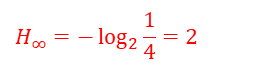 H∞ = − log₂ 1/4 = 2